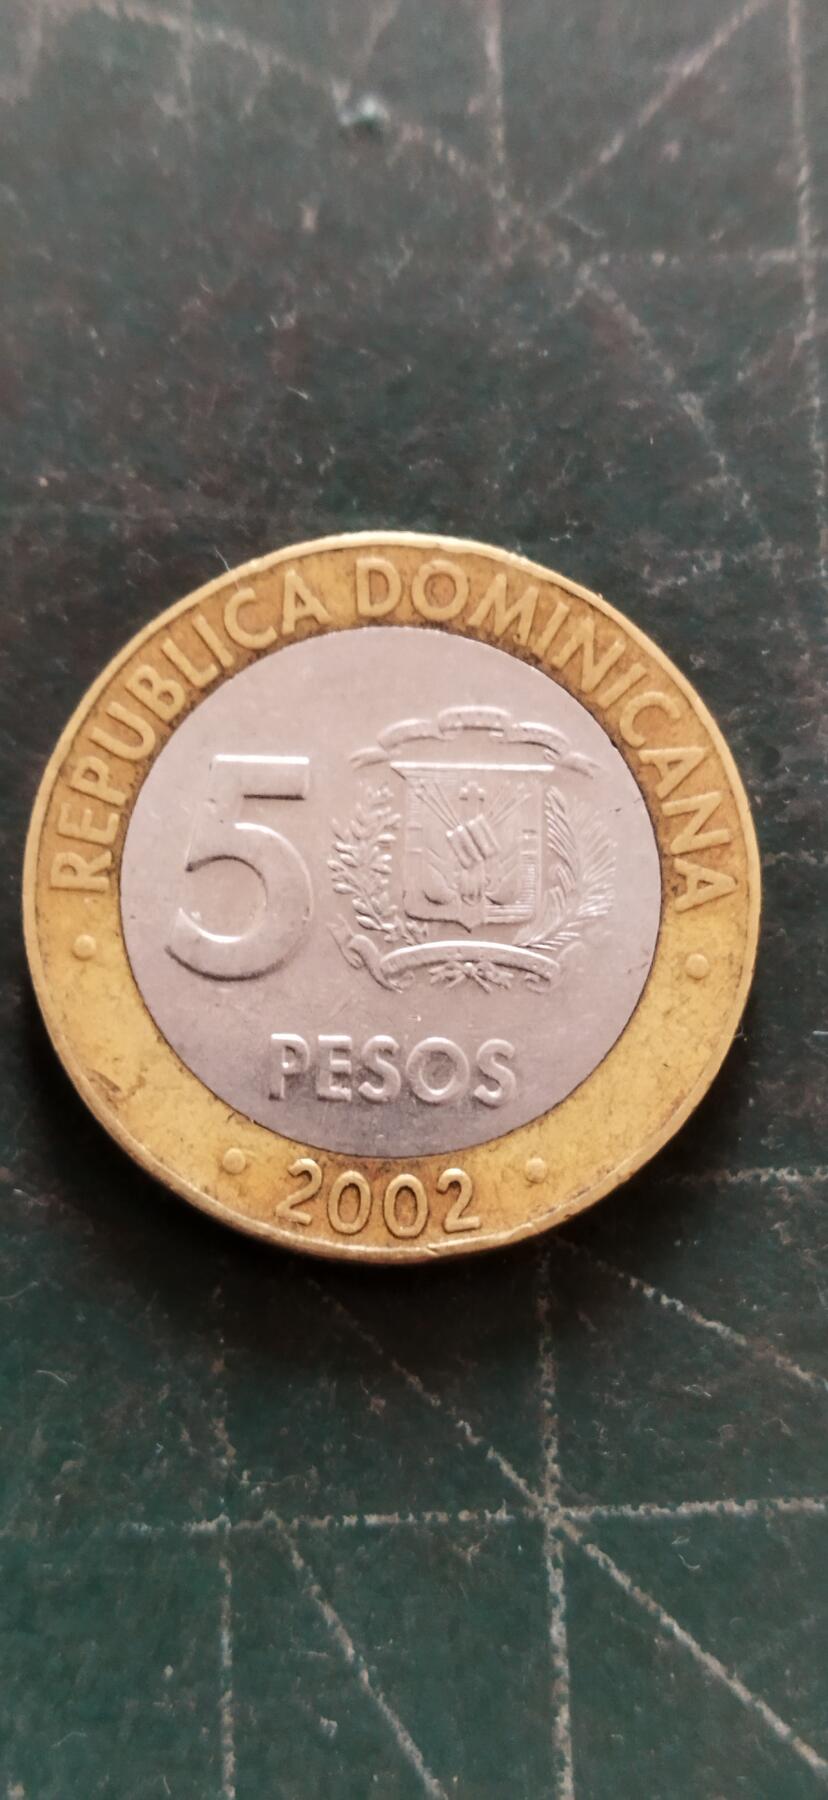 REPUBLICA DOMINICANA
5
PESOS
2002